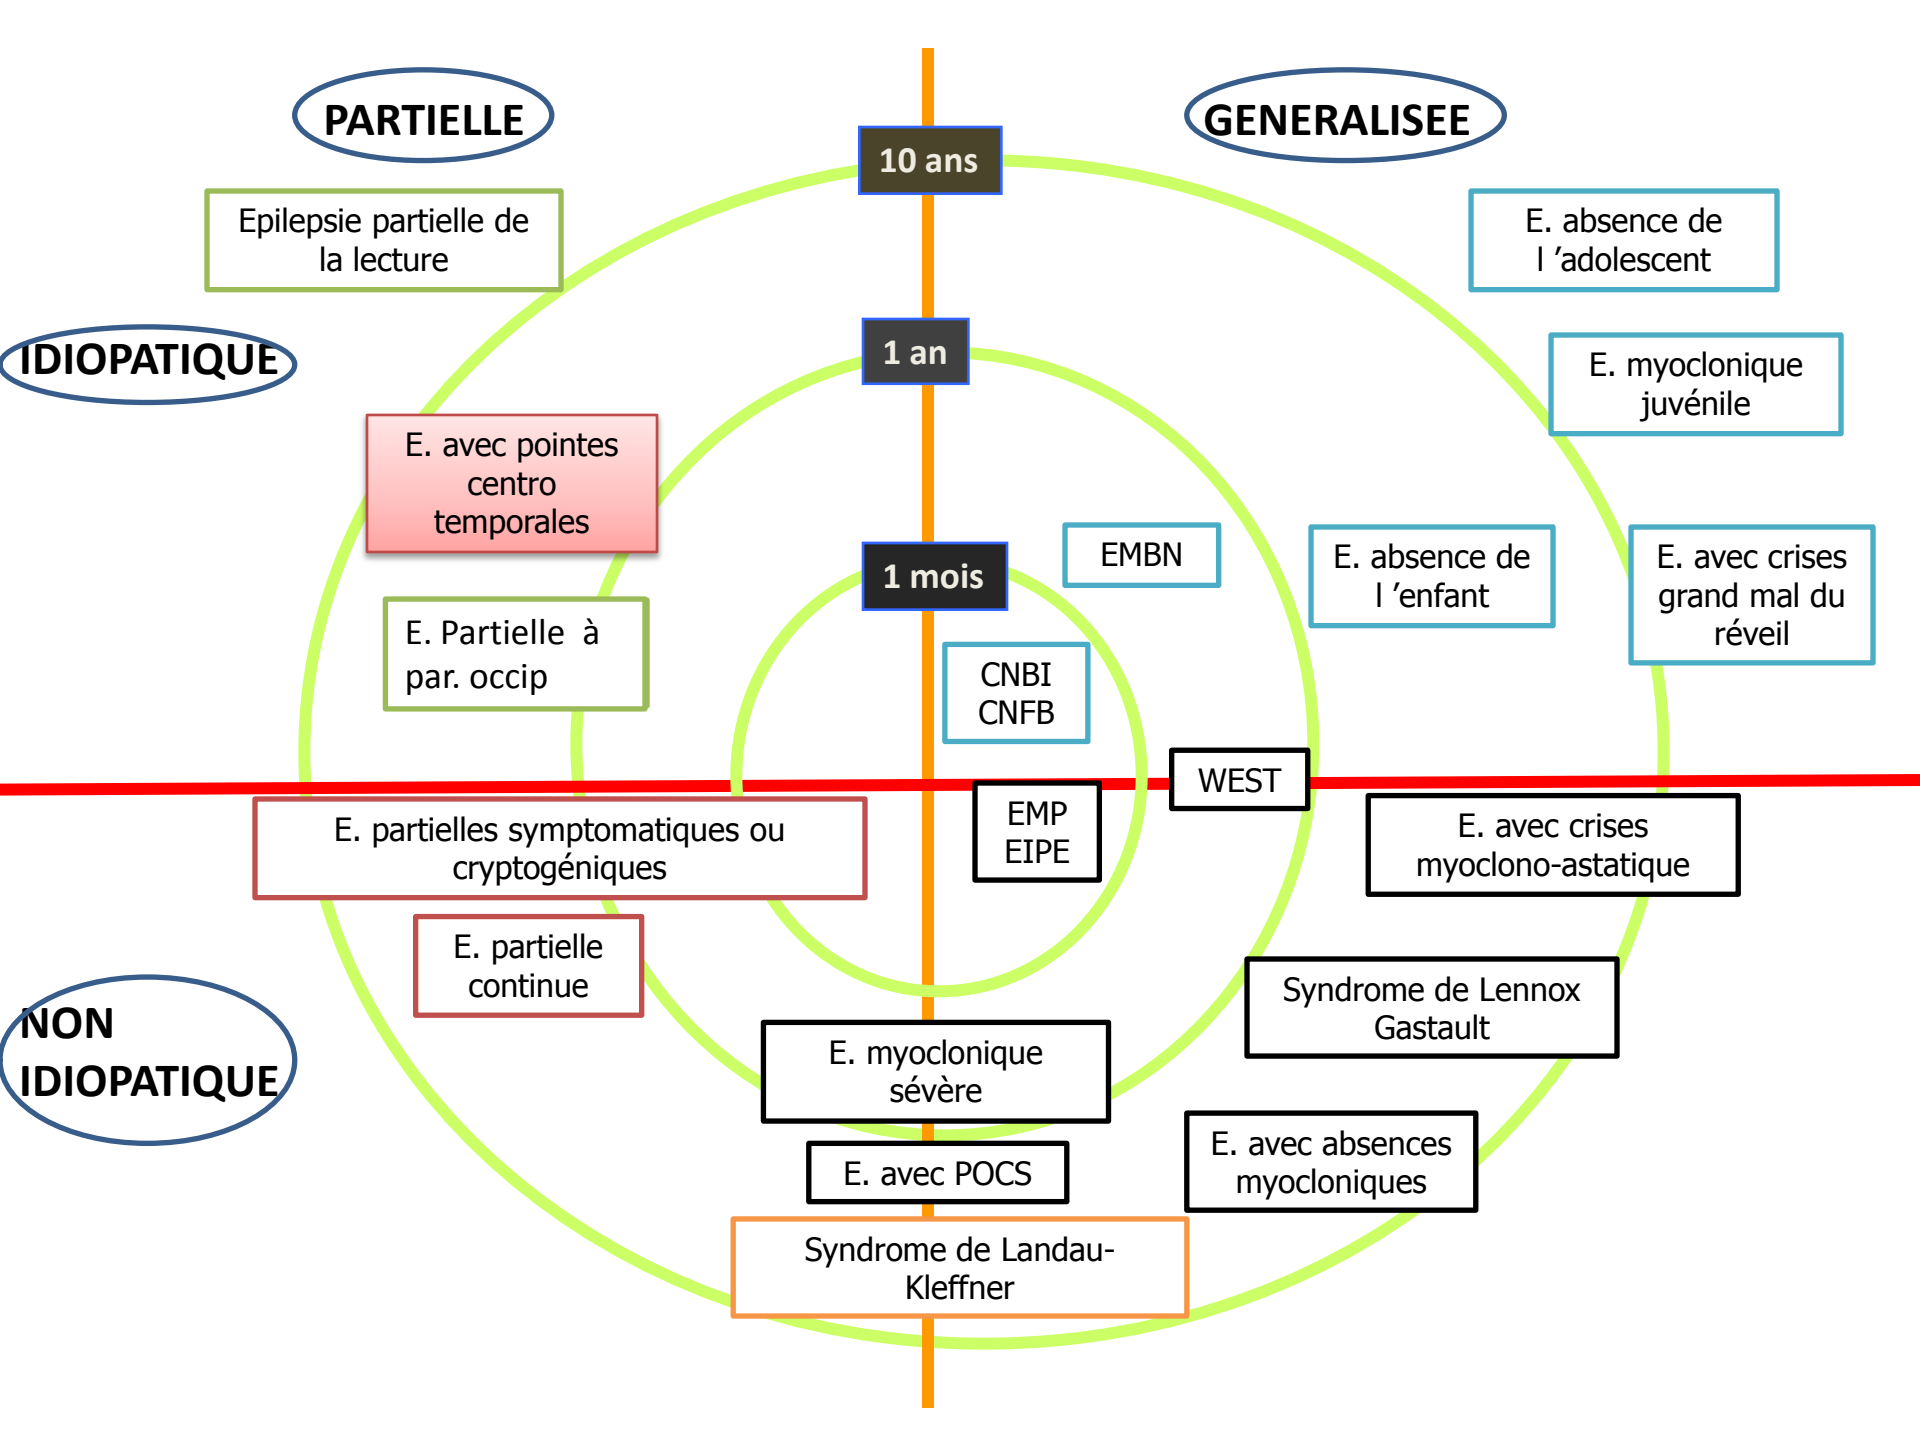 PARTIELLE
GENERALISEE
10 ans
Epilepsie partielle de
la lecture
E. absence de
l ’adolescent
IDIOPATIQUE
1 an
E. myoclonique
juvénile
E. avec pointes
centro
temporales
1 mois
EMBN
E. absence de
l ’enfant
E. avec crises
grand mal du
réveil
E. Partielle à
par. occip
CNBI
CNFB
WEST
E. partielles symptomatiques ou
cryptogéniques
EMP
EIPE
E. avec crises
myoclono-astatique
E. partielle
continue
Syndrome de Lennox
Gastault
NON
IDIOPATIQUE
E. myoclonique
sévère
E. avec POCS
E. avec absences
myocloniques
Syndrome de Landau-
Kleffner